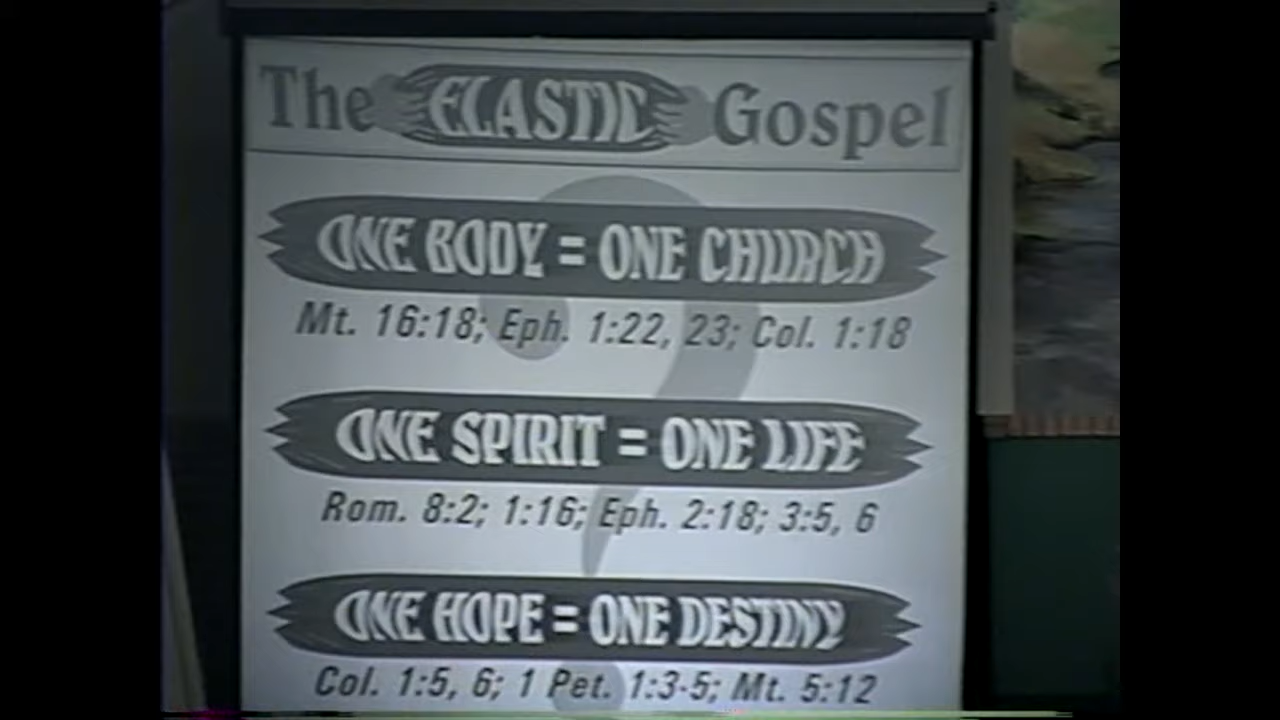 The ELASTIC Gospel
ONE BODY = ONE CHURCH
Mt. 16:18; Eph. 1:22, 23; Col. 1:18
ONE SPIRIT = ONE LIFE
Rom. 8:2; 1:16; Eph. 2:18; 3:5, 6
ONE HOPE = ONE DESTINY
Col. 1:5, 6; 1 Pet. 1:3-5; Mt. 5:12